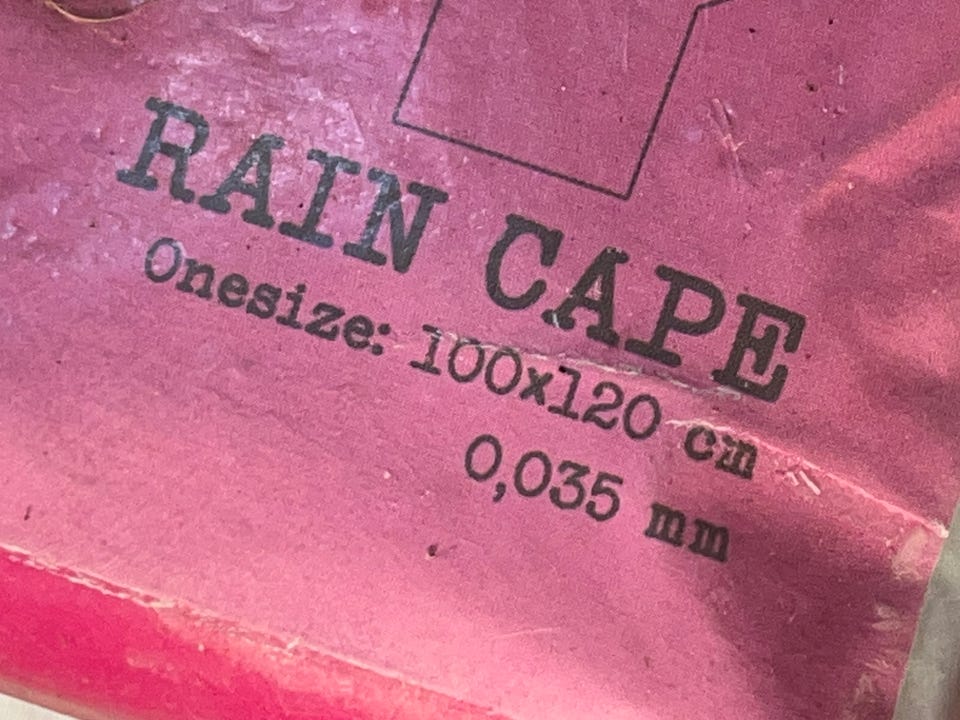 RAIN CAPE
Onesize: 100x120 cm
0,035 mm